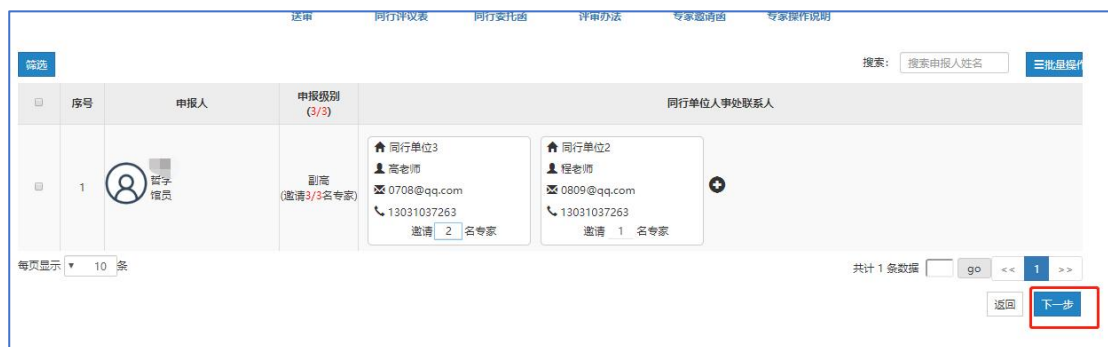 送审 同行评议表 同行委托函 评审办法 专家邀请函 专家操作说明
筛选 搜索: 搜索申报人姓名 ☰批量操作
序号 申报人 申报级别 同行单位人事处联系人
(3/3)
同行单位3 同行单位2
高老师 程老师
哲学
1 馆员 副高 0708@qq.com 0809@qq.com
(邀请3/3名专家)
13031037263 13031037263
邀请 2 名专家 邀请 1 名专家
每页显示 10 条 共计 1 条数据 go << 1 >>
返回 下一步